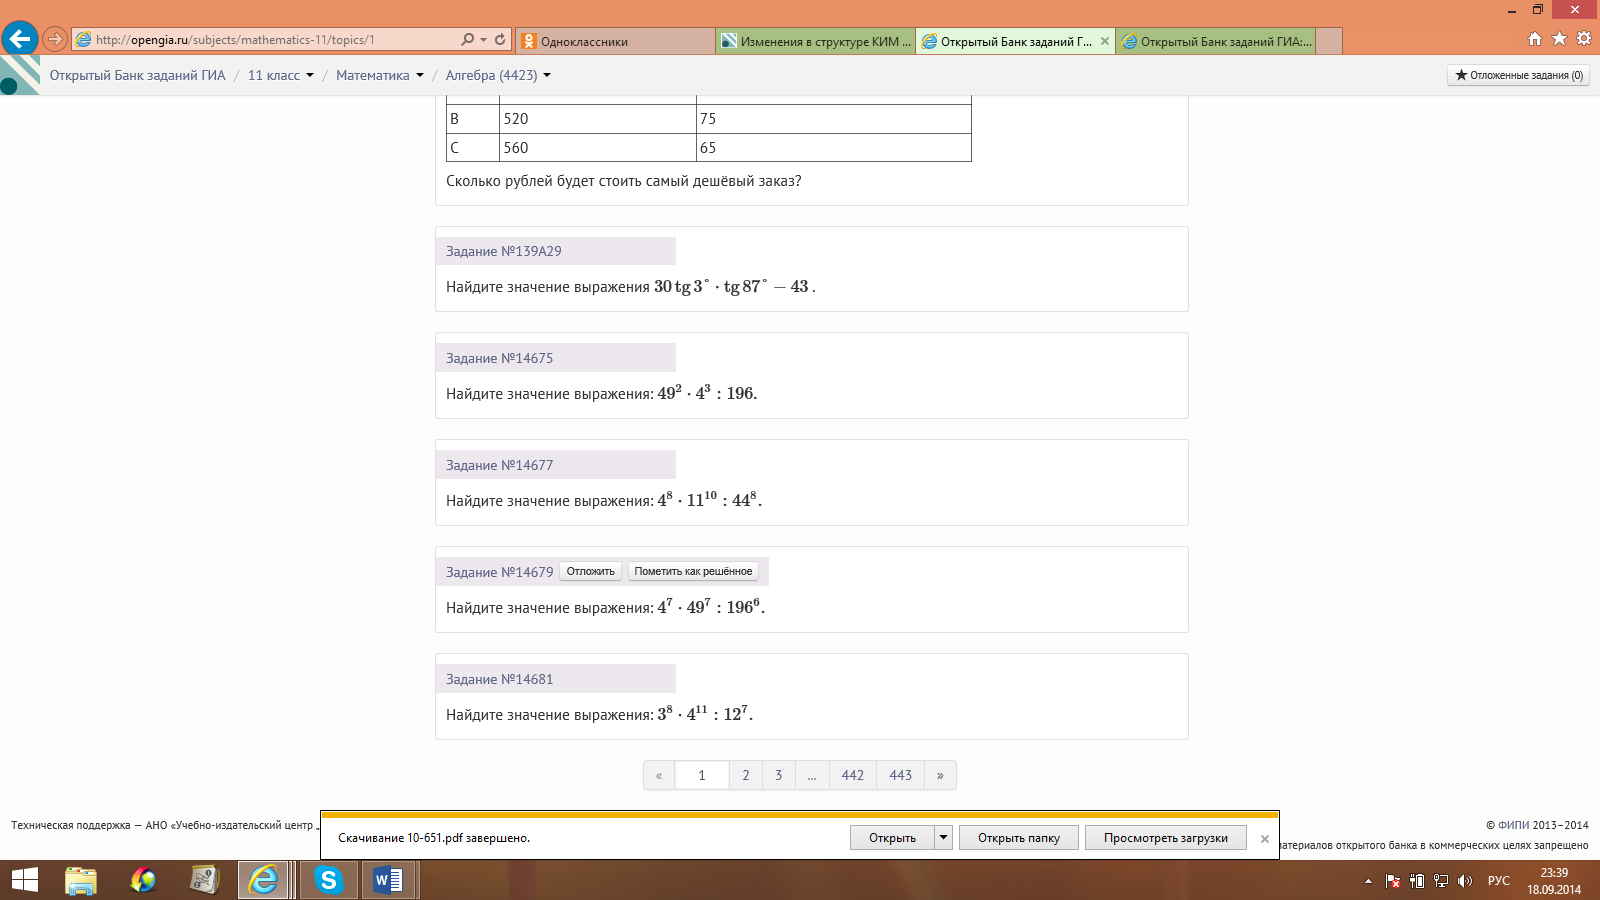 http://opengia.ru/subjects/mathematics-11/topics/1
Одноклассники
Изменения в структуре КИМ ...
Открытый Банк заданий Г...
Открытый Банк заданий ГИА:...
Открытый Банк заданий ГИА / 11 класс / Математика / Алгебра (4423)
★ Отложенные задания (0)
B 520 75
C 560 65
Сколько рублей будет стоить самый дешёвый заказ?
Задание №139A29
Найдите значение выражения 30 tg 3° · tg 87° − 43 .
Задание №14675
Найдите значение выражения: 49² · 4³ : 196.
Задание №14677
Найдите значение выражения: 4⁸ · 11¹⁰ : 44⁸.
Задание №14679 Отложить Пометить как решённое
Найдите значение выражения: 4⁷ · 49⁷ : 196⁶.
Задание №14681
Найдите значение выражения: 3⁸ · 4¹¹ : 12⁷.
« 1 2 3 ... 442 443 »
Техническая поддержка — АНО «Учебно-издательский центр „
© ФИПИ 2013–2014
Скачивание 10-651.pdf завершено. Открыть Открыть папку Просмотреть загрузки ×
материалов открытого банка в коммерческих целях запрещено
РУС
23:39
18.09.2014